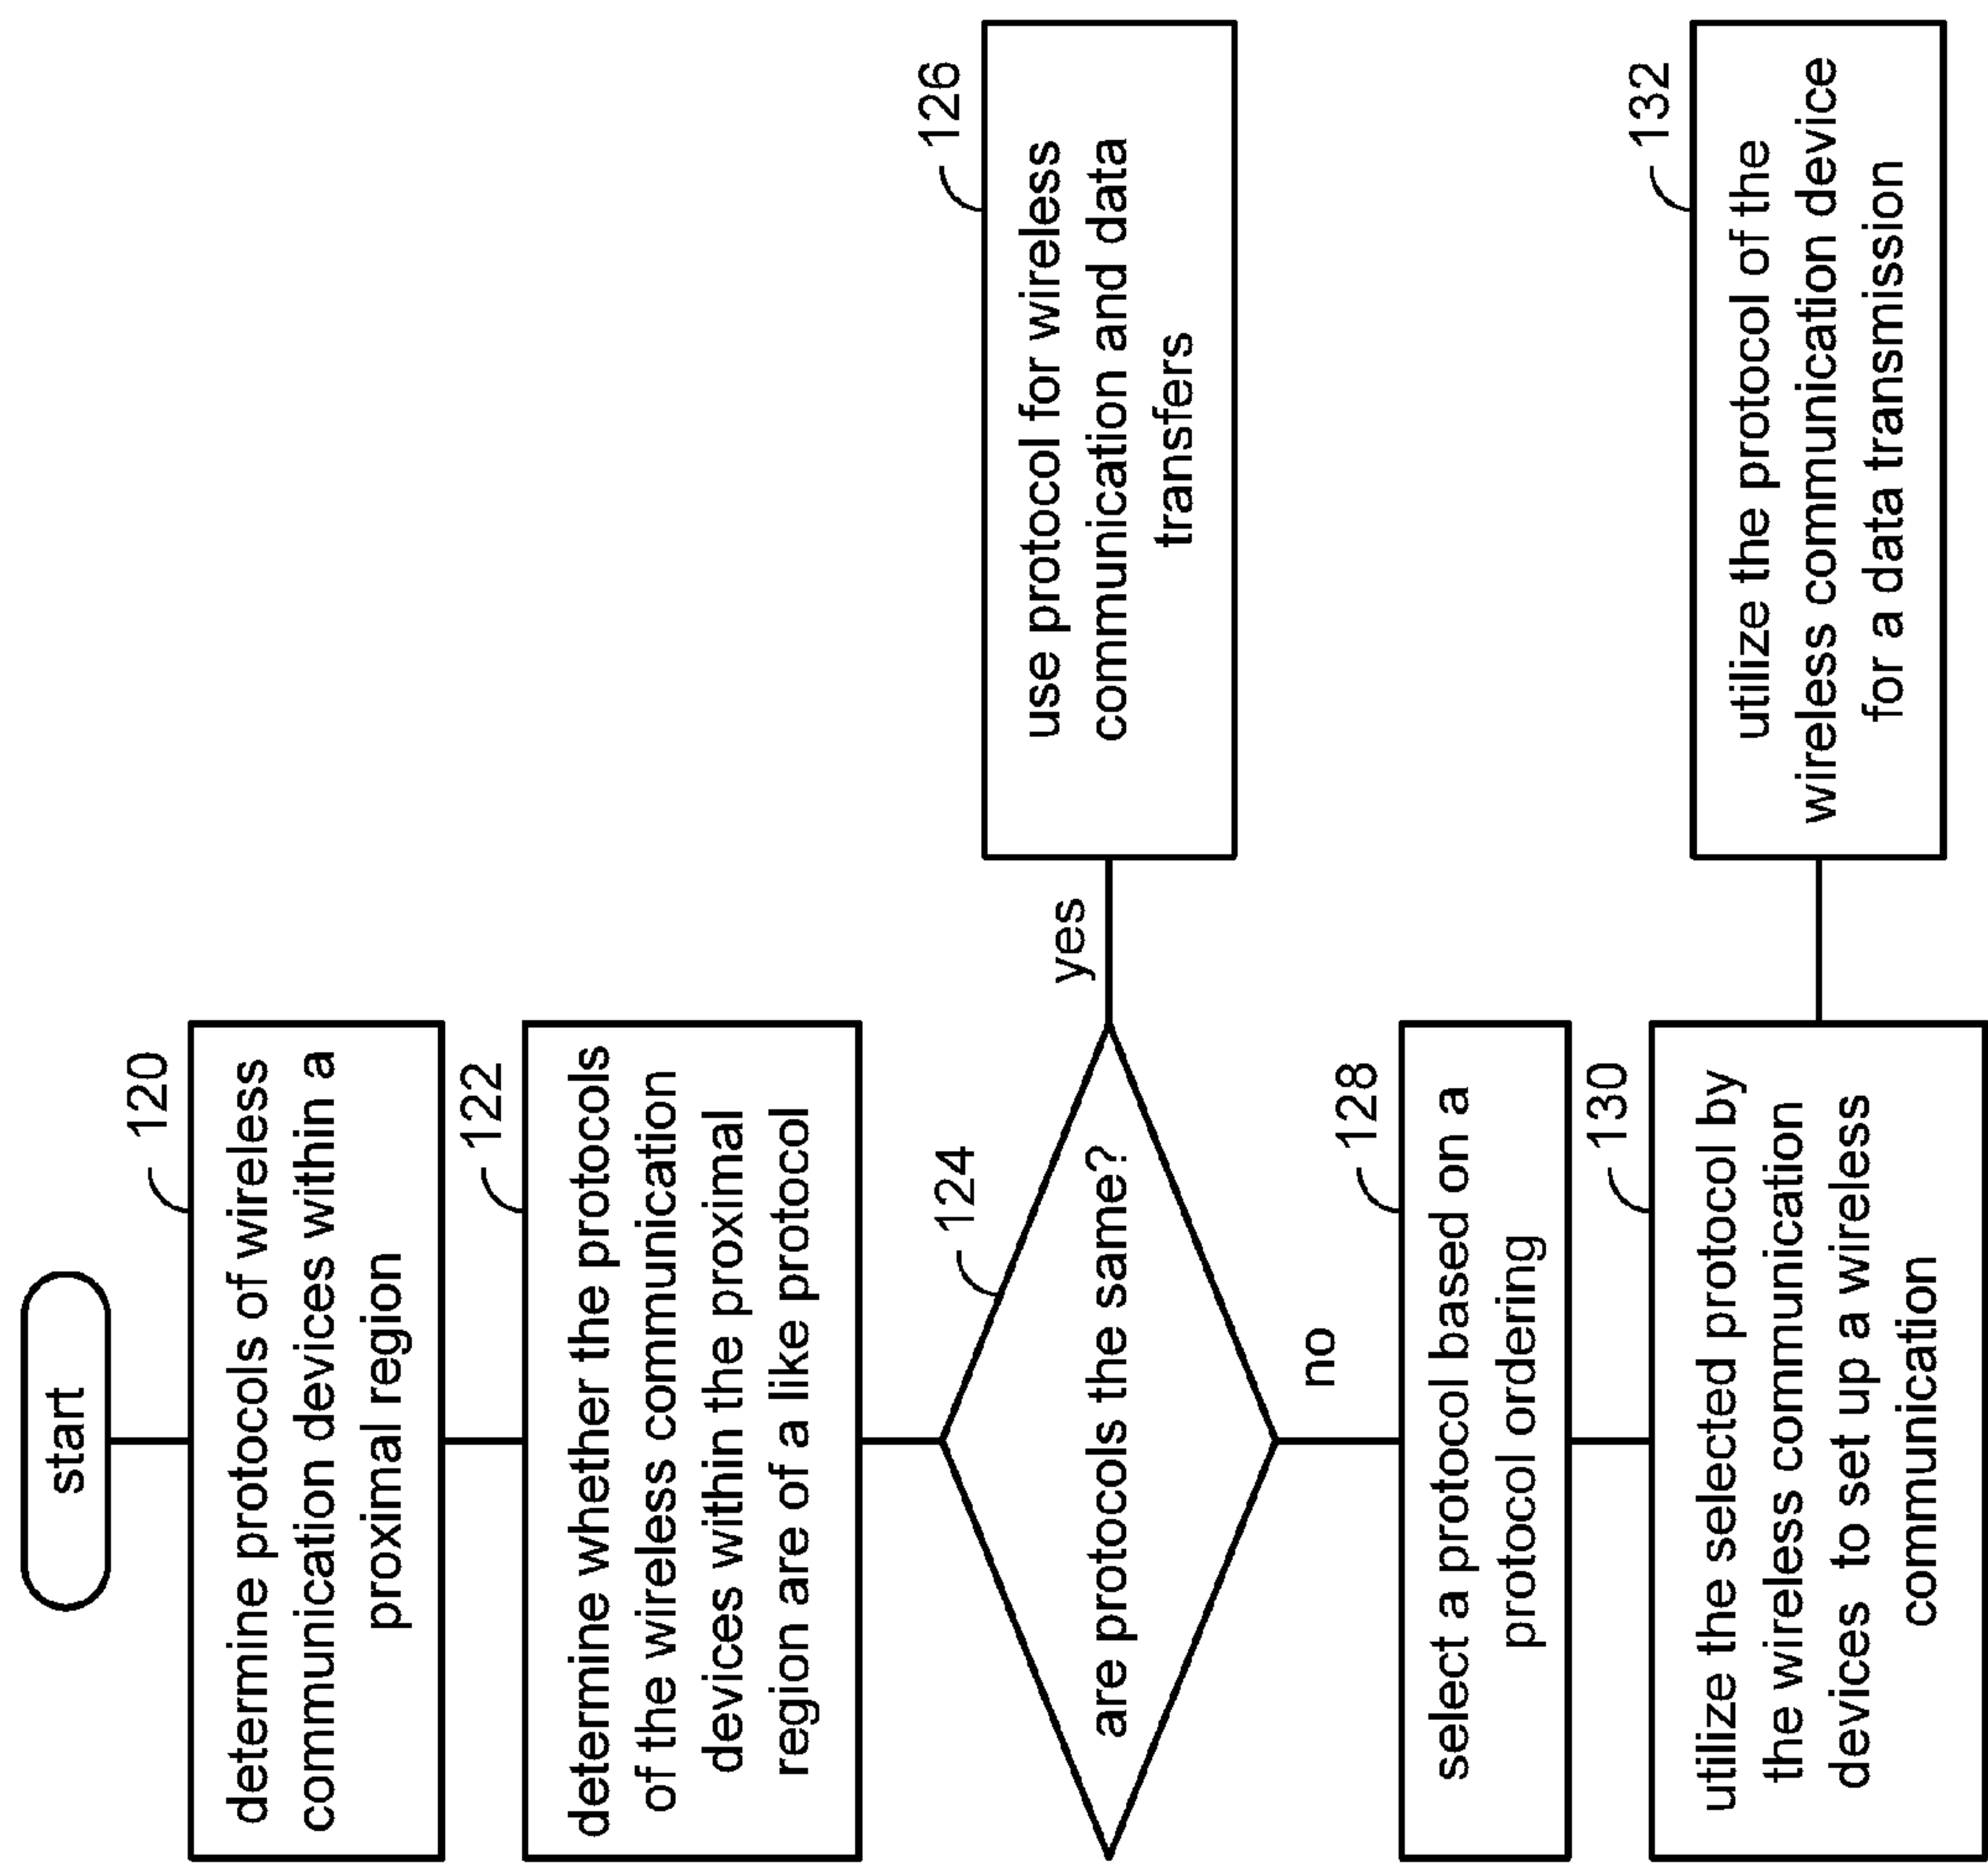 start
120
determine protocols of wireless
communication devices within a
proximal region
122
determine whether the protocols
of the wireless communication
devices within the proximal
region are of a like protocol
124
are protocols the same?
yes
126
use protocol for wireless
communication and data
transfers
no
128
select a protocol based on a
protocol ordering
130
utilize the selected protocol by
the wireless communication
devices to set up a wireless
communication
132
utilize the protocol of the
wireless communication device
for a data transmission